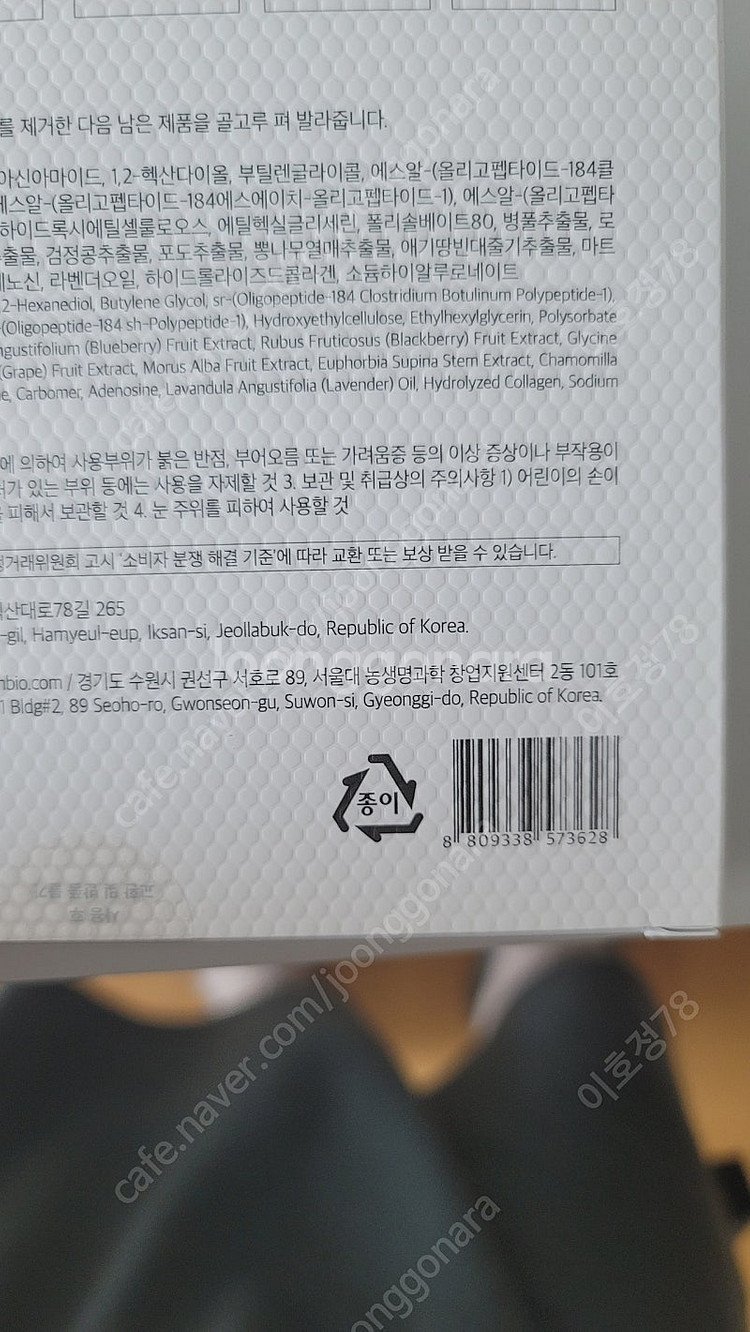 를 제거한 다음 남은 제품을 골고루 펴 발라줍니다.
아신아마이드, 1,2-헥산다이올, 부틸렌글라이콜, 에스알-(올리고펩타이드-184클
에스알-(올리고펩타이드-184에스에이치-올리고펩타이드-1), 에스알-(올리고펩타
하이드록시에틸셀룰로오스, 에틸헥실글리세린, 폴리솔베이트80, 병풀추출물, 로
추출물, 검정콩추출물, 포도추출물, 뽕나무열매추출물, 애기땅빈대줄기추출물, 마트
데노신, 라벤더오일, 하이드롤라이즈드콜라겐, 소듐하이알루로네이트
2-Hexanediol, Butylene Glycol, sr-(Oligopeptide-184 Clostridium Botulinum Polypeptide-1),
-(Oligopeptide-184 sh-Polypeptide-1), Hydroxyethylcellulose, Ethylhexylglycerin, Polysorbate
ngustifolium (Blueberry) Fruit Extract, Rubus Fruticosus (Blackberry) Fruit Extract, Glycine
(Grape) Fruit Extract, Morus Alba Fruit Extract, Euphorbia Supina Stem Extract, Chamomilla
e, Carbomer, Adenosine, Lavandula Angustifolia (Lavender) Oil, Hydrolyzed Collagen, Sodium
에 의하여 사용부위가 붉은 반점, 부어오름 또는 가려움증 등의 이상 증상이나 부작용이
처가 있는 부위 등에는 사용을 자제할 것 3. 보관 및 취급상의 주의사항 1) 어린이의 손이
을 피해서 보관할 것 4. 눈 주위를 피하여 사용할 것
정거래위원회 고시 '소비자 분쟁 해결 기준'에 따라 교환 또는 보상 받을 수 있습니다.
익산대로78길 265
-gil, Hamyeul-eup, Iksan-si, Jeollabuk-do, Republic of Korea.
nbio.com / 경기도 수원시 권선구 서호로 89, 서울대 농생명과학 창업지원센터 2동 101호
1 Bldg#2, 89 Seoho-ro, Gwonseon-gu, Suwon-si, Gyeonggi-do, Republic of Korea.
종이
8 809338 573628
joonggonara
cafe.naver.com/joonggonara
이호정78